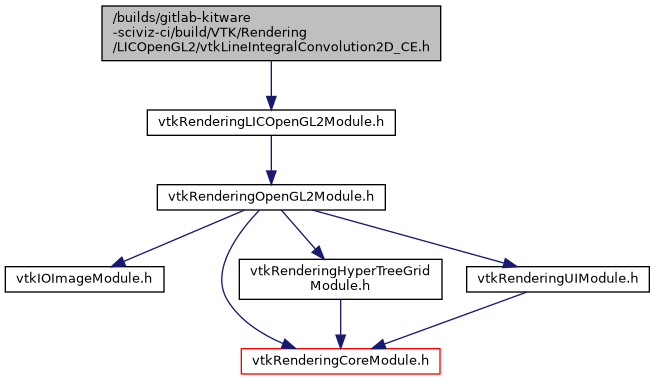 /builds/gitlab-kitware
-sciviz-ci/build/VTK/Rendering
/LICOpenGL2/vtkLineIntegralConvolution2D_CE.h
vtkRenderingLICOpenGL2Module.h
vtkRenderingOpenGL2Module.h
vtkIOImageModule.h
vtkRenderingHyperTreeGrid
Module.h
vtkRenderingUIModule.h
vtkRenderingCoreModule.h